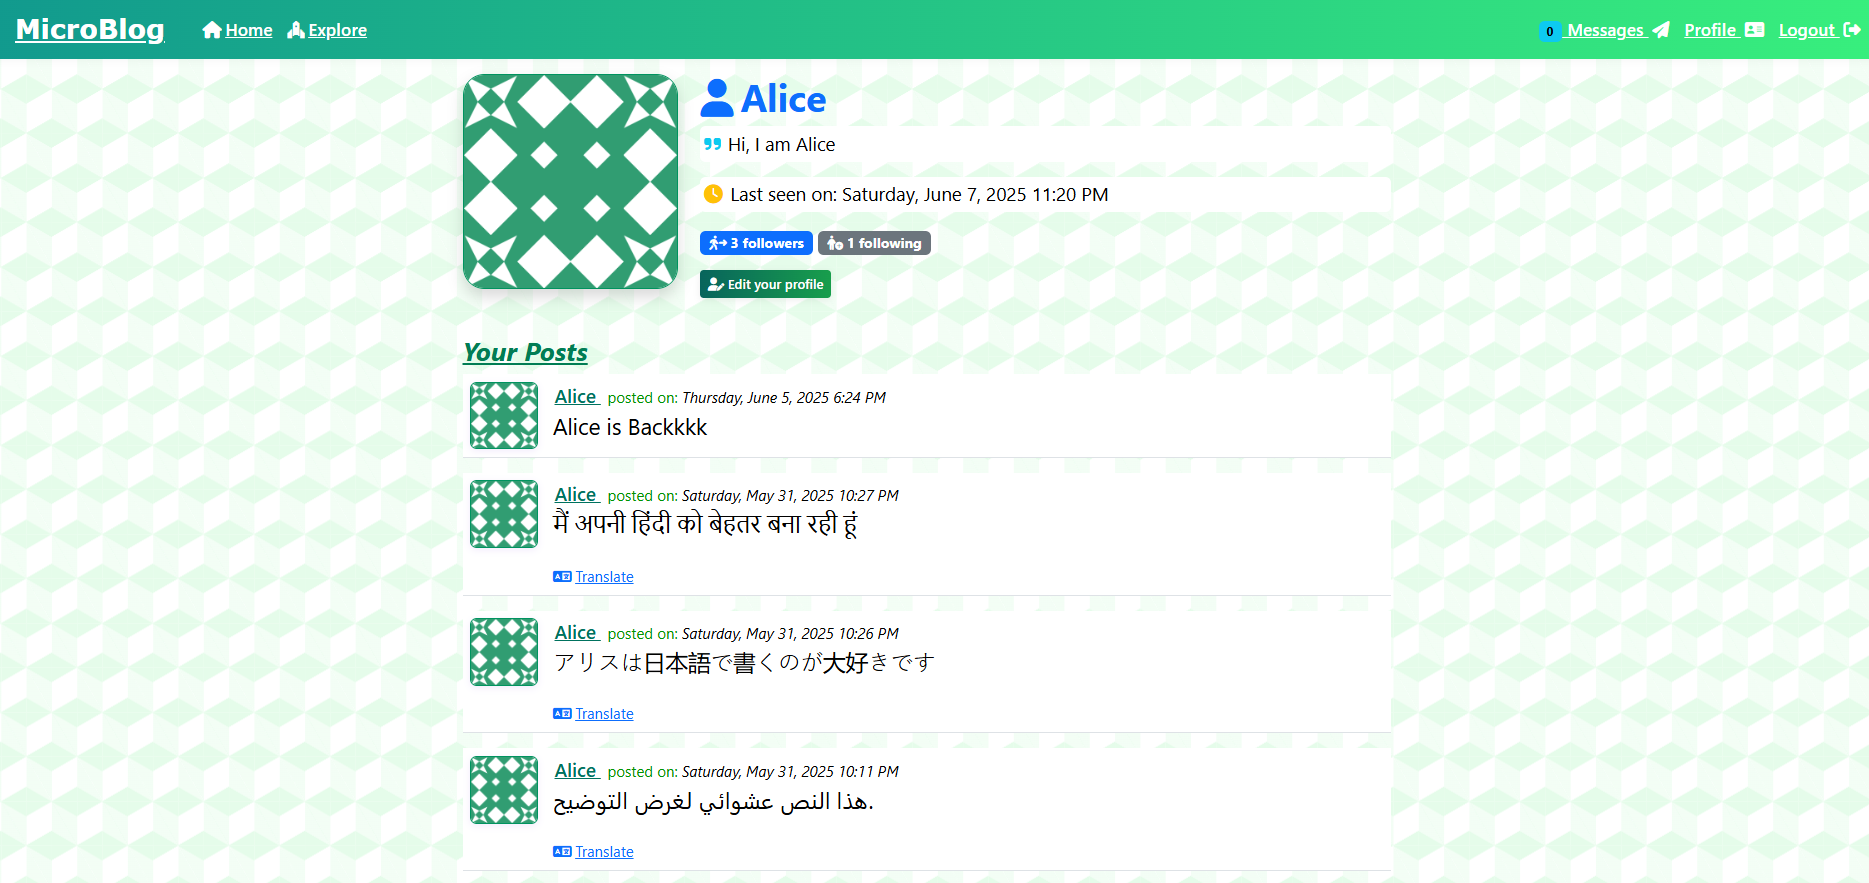 MicroBlog Home Explore 0 Messages Profile Logout
Alice
Hi, I am Alice
Last seen on: Saturday, June 7, 2025 11:20 PM
3 followers 1 following
Edit your profile
Your Posts
Alice posted on: Thursday, June 5, 2025 6:24 PM
Alice is Backkkk
Alice posted on: Saturday, May 31, 2025 10:27 PM
मैं अपनी हिंदी को बेहतर बना रही हूं
Translate
Alice posted on: Saturday, May 31, 2025 10:26 PM
アリスは日本語で書くのが大好きです
Translate
Alice posted on: Saturday, May 31, 2025 10:11 PM
هذا النص عشوائي لغرض التوضيح.
Translate